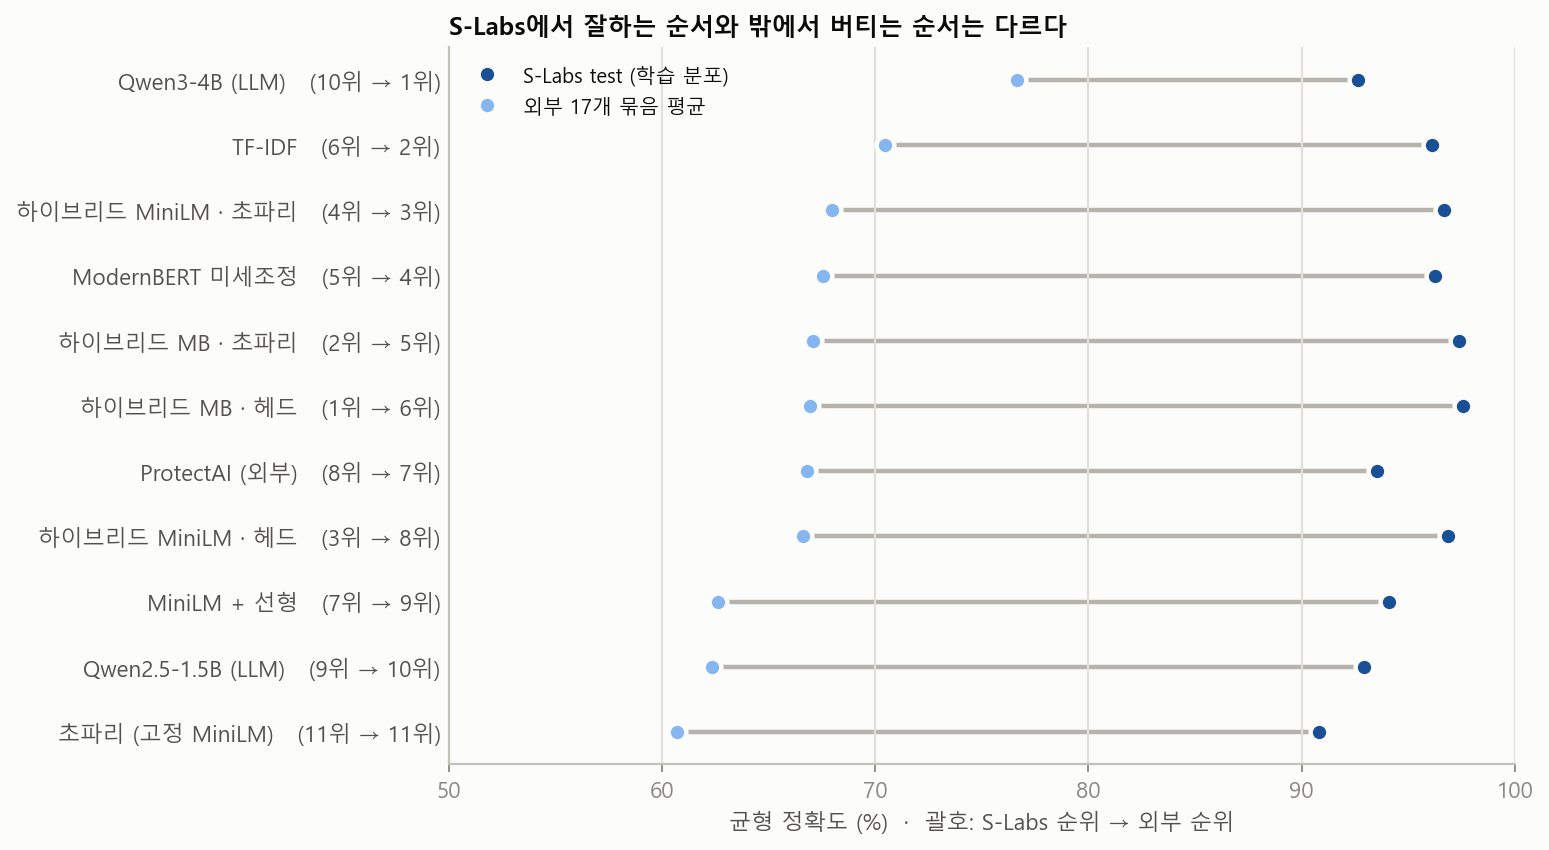 S-Labs에서 잘하는 순서와 밖에서 버티는 순서는 다르다
S-Labs test (학습 분포)
외부 17개 묶음 평균
Qwen3-4B (LLM) (10위 → 1위)
TF-IDF (6위 → 2위)
하이브리드 MiniLM · 초파리 (4위 → 3위)
ModernBERT 미세조정 (5위 → 4위)
하이브리드 MB · 초파리 (2위 → 5위)
하이브리드 MB · 헤드 (1위 → 6위)
ProtectAI (외부) (8위 → 7위)
하이브리드 MiniLM · 헤드 (3위 → 8위)
MiniLM + 선형 (7위 → 9위)
Qwen2.5-1.5B (LLM) (9위 → 10위)
초파리 (고정 MiniLM) (11위 → 11위)
50 60 70 80 90 100
균형 정확도 (%) · 괄호: S-Labs 순위 → 외부 순위